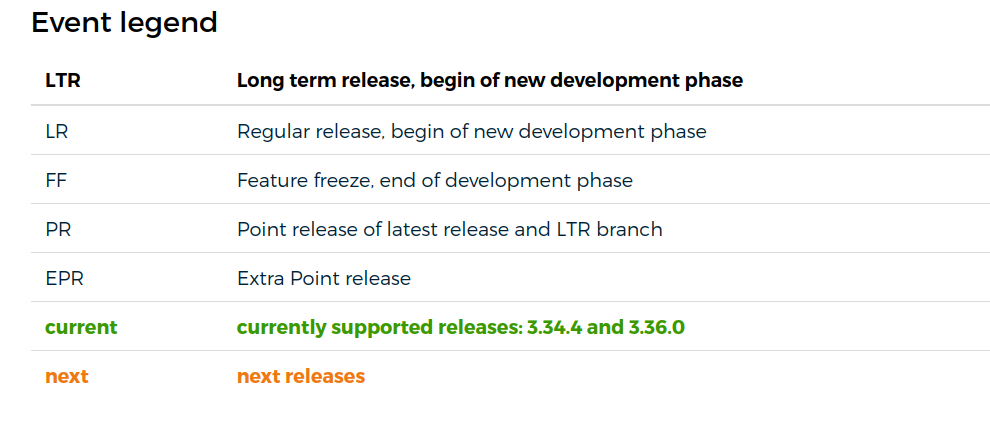 Event legend
LTR Long term release, begin of new development phase
LR Regular release, begin of new development phase
FF Feature freeze, end of development phase
PR Point release of latest release and LTR branch
EPR Extra Point release
current currently supported releases: 3.34.4 and 3.36.0
next next releases